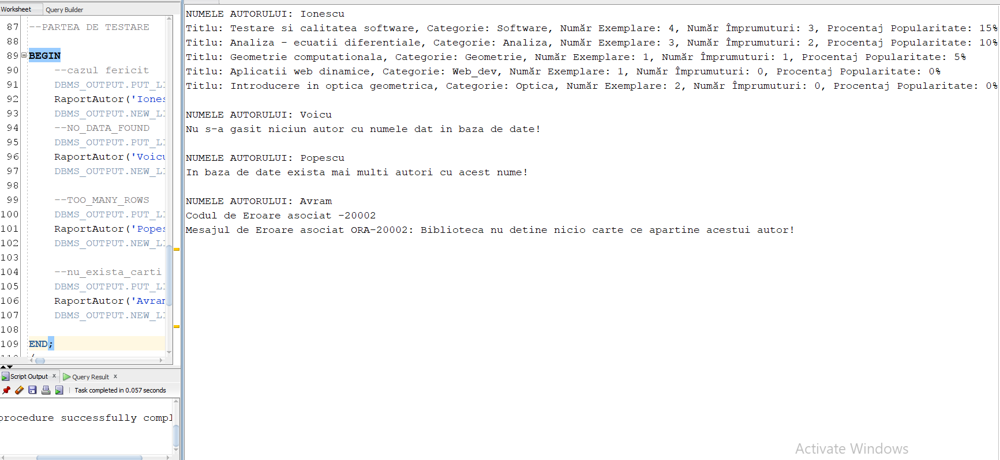 Worksheet Query Builder
87 --PARTEA DE TESTARE
88
89 BEGIN
90 --cazul fericit
91 DBMS_OUTPUT.PUT_LI
92 RaportAutor('Iones
93 DBMS_OUTPUT.NEW_LI
94 --NO_DATA_FOUND
95 DBMS_OUTPUT.PUT_LI
96 RaportAutor('Voicu
97 DBMS_OUTPUT.NEW_LI
98
99 --TOO_MANY_ROWS
100 DBMS_OUTPUT.PUT_LI
101 RaportAutor('Popes
102 DBMS_OUTPUT.NEW_LI
103
104 --nu_exista_carti
105 DBMS_OUTPUT.PUT_LI
106 RaportAutor('Avram
107 DBMS_OUTPUT.NEW_LI
108
109 END;
/
Script Output x Query Result x
Task completed in 0.057 seconds
procedure successfully compl
NUMELE AUTORULUI: Ionescu
Titlu: Testare si calitatea software, Categorie: Software, Număr Exemplare: 4, Număr Împrumuturi: 3, Procentaj Popularitate: 15%
Titlu: Analiza - ecuatii diferentiale, Categorie: Analiza, Număr Exemplare: 3, Număr Împrumuturi: 2, Procentaj Popularitate: 10%
Titlu: Geometrie computationala, Categorie: Geometrie, Număr Exemplare: 1, Număr Împrumuturi: 1, Procentaj Popularitate: 5%
Titlu: Aplicatii web dinamice, Categorie: Web_dev, Număr Exemplare: 1, Număr Împrumuturi: 0, Procentaj Popularitate: 0%
Titlu: Introducere in optica geometrica, Categorie: Optica, Număr Exemplare: 2, Număr Împrumuturi: 0, Procentaj Popularitate: 0%
NUMELE AUTORULUI: Voicu
Nu s-a gasit niciun autor cu numele dat in baza de date!
NUMELE AUTORULUI: Popescu
In baza de date exista mai multi autori cu acest nume!
NUMELE AUTORULUI: Avram
Codul de Eroare asociat -20002
Mesajul de Eroare asociat ORA-20002: Biblioteca nu detine nicio carte ce apartine acestui autor!
Activate Windows